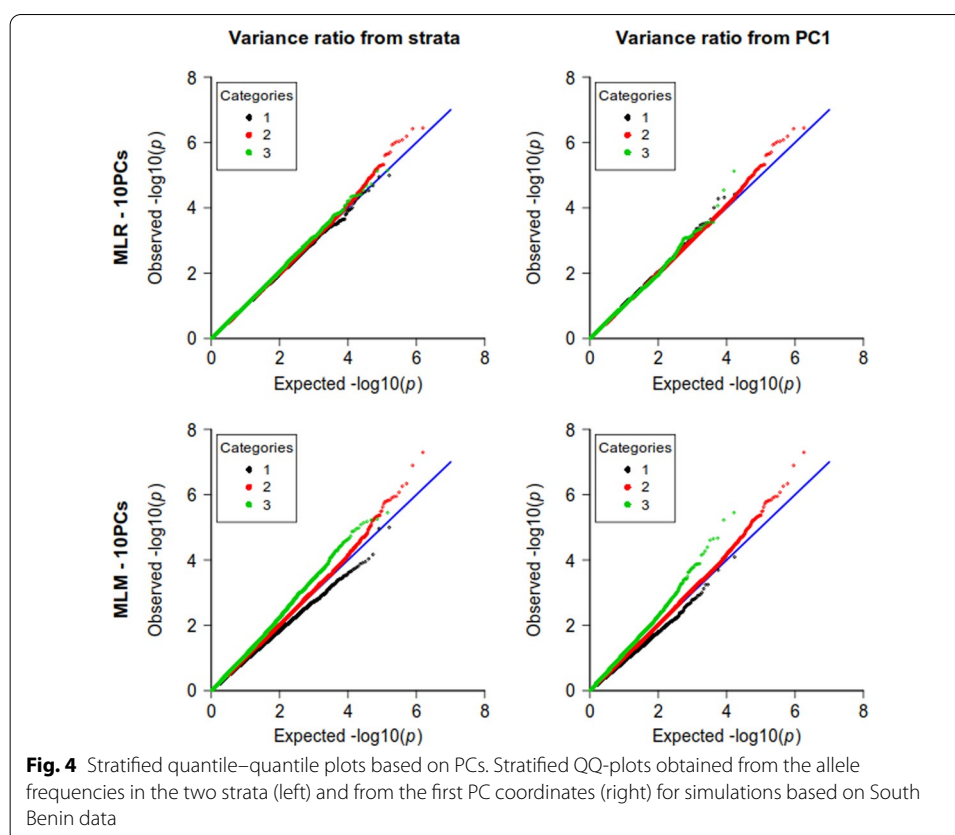 Variance ratio from strata
Variance ratio from PC1
MLR - 10PCs
Observed -log10(p)
8
6
4
2
0
Categories
1
2
3
0 2 4 6 8
Expected -log10(p)
Observed -log10(p)
8
6
4
2
0
Categories
1
2
3
0 2 4 6 8
Expected -log10(p)
MLM - 10PCs
Observed -log10(p)
8
6
4
2
0
Categories
1
2
3
0 2 4 6 8
Expected -log10(p)
Observed -log10(p)
8
6
4
2
0
Categories
1
2
3
0 2 4 6 8
Expected -log10(p)
Fig. 4 Stratified quantile–quantile plots based on PCs. Stratified QQ-plots obtained from the allele
frequencies in the two strata (left) and from the first PC coordinates (right) for simulations based on South
Benin data